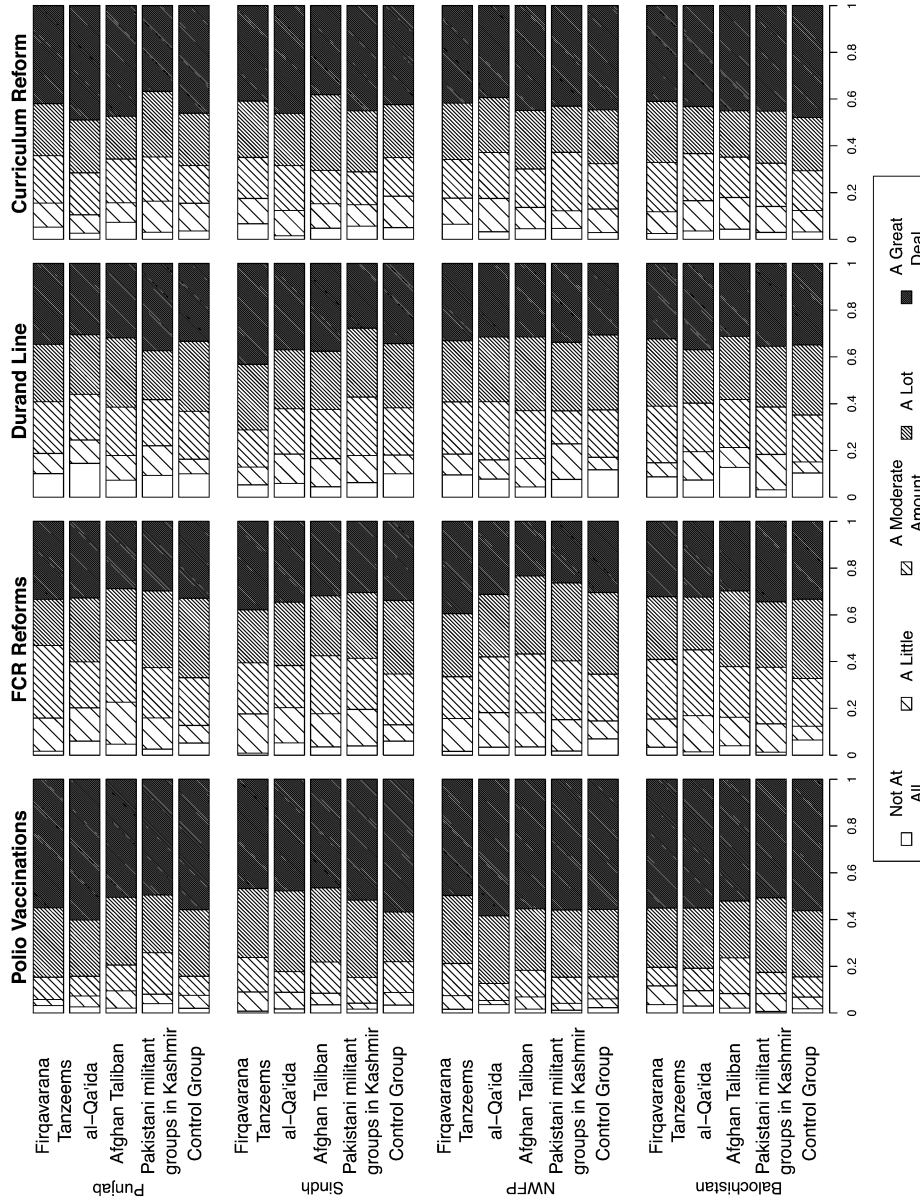 Polio Vaccinations
FCR Reforms
Durand Line
Curriculum Reform
Punjab
Firqavarana
Tanzeems
al−Qa'ida
Afghan Taliban
Pakistani militant
groups in Kashmir
Control Group
Sindh
Firqavarana
Tanzeems
al−Qa'ida
Afghan Taliban
Pakistani militant
groups in Kashmir
Control Group
NWFP
Firqavarana
Tanzeems
al−Qa'ida
Afghan Taliban
Pakistani militant
groups in Kashmir
Control Group
Balochistan
Firqavarana
Tanzeems
al−Qa'ida
Afghan Taliban
Pakistani militant
groups in Kashmir
Control Group
0 0.2 0.4 0.6 0.8 1
0 0.2 0.4 0.6 0.8 1
0 0.2 0.4 0.6 0.8 1
0 0.2 0.4 0.6 0.8 1
Not At
All
A Little
A Moderate
Amount
A Lot
A Great
Deal